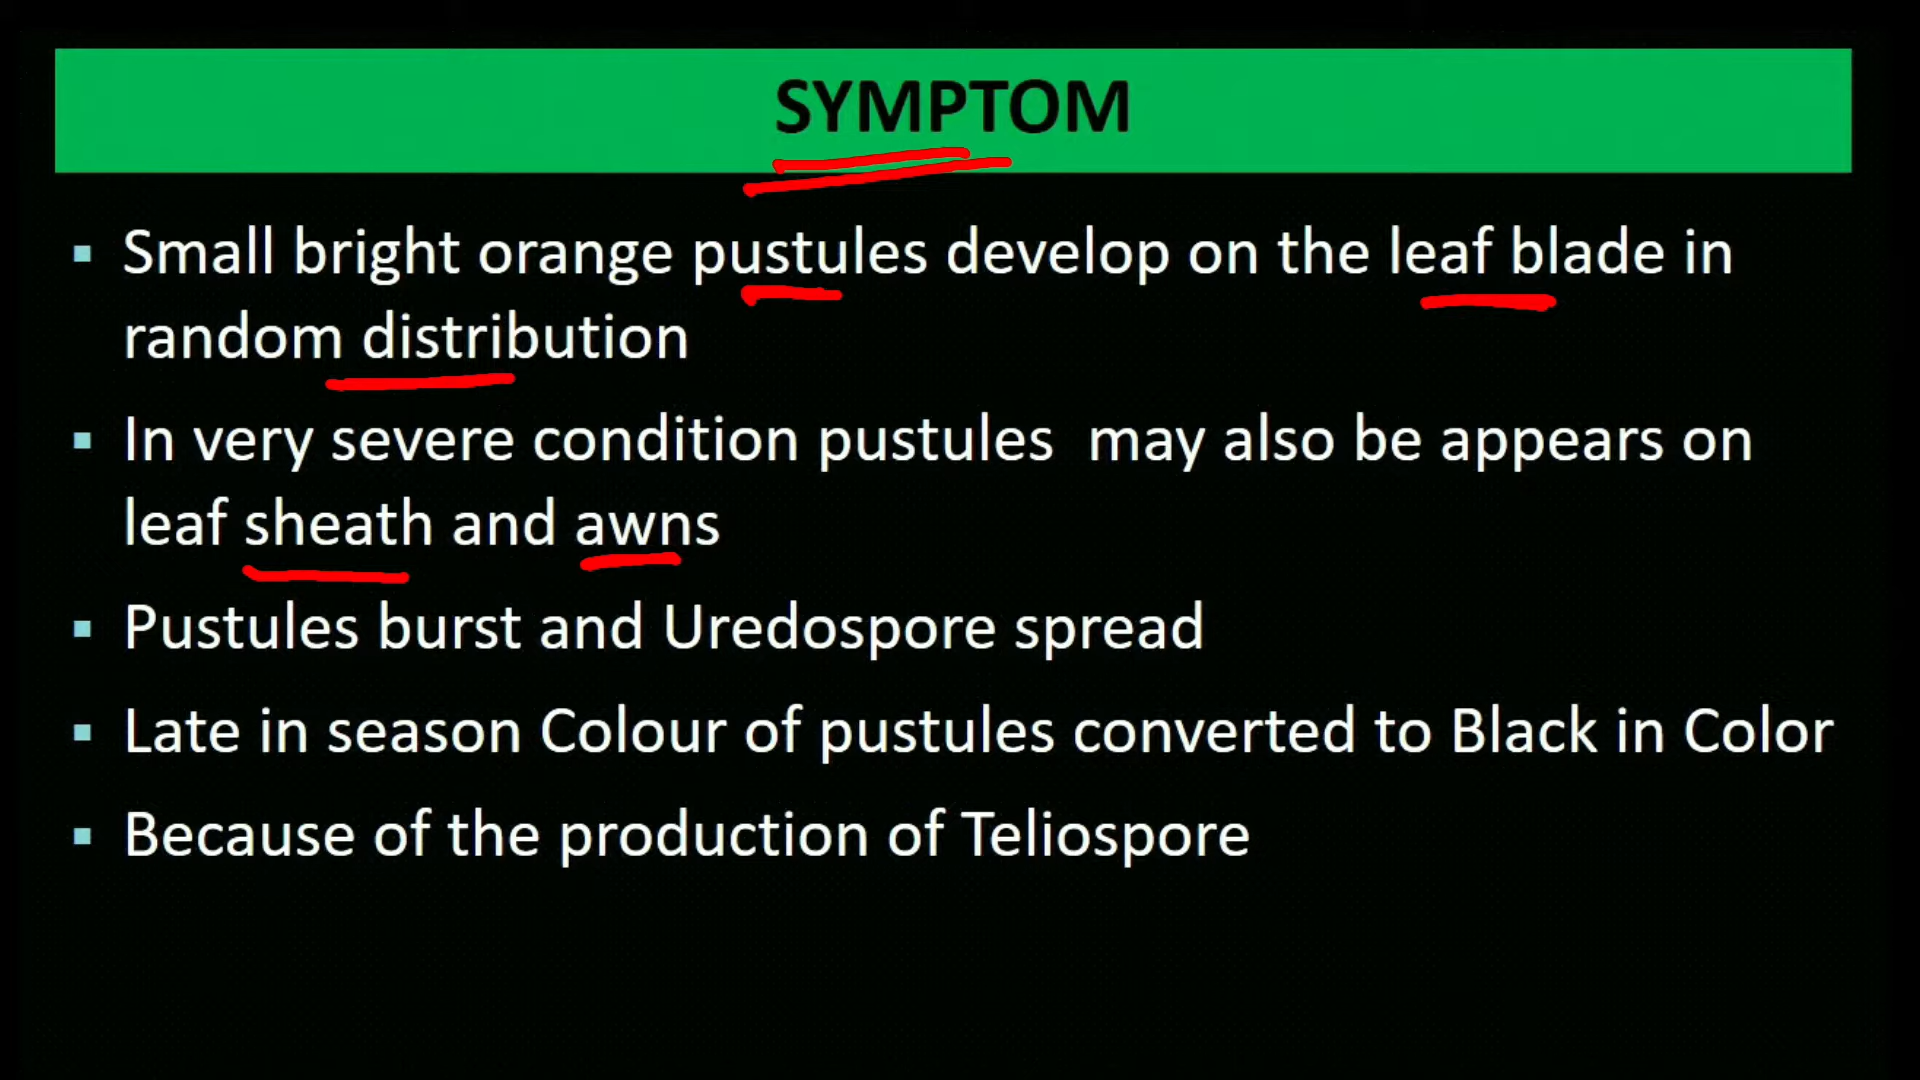 SYMPTOM
Small bright orange pustules develop on the leaf blade in
random distribution
In very severe condition pustules  may also be appears on
leaf sheath and awns
Pustules burst and Uredospore spread
Late in season Colour of pustules converted to Black in Color
Because of the production of Teliospore